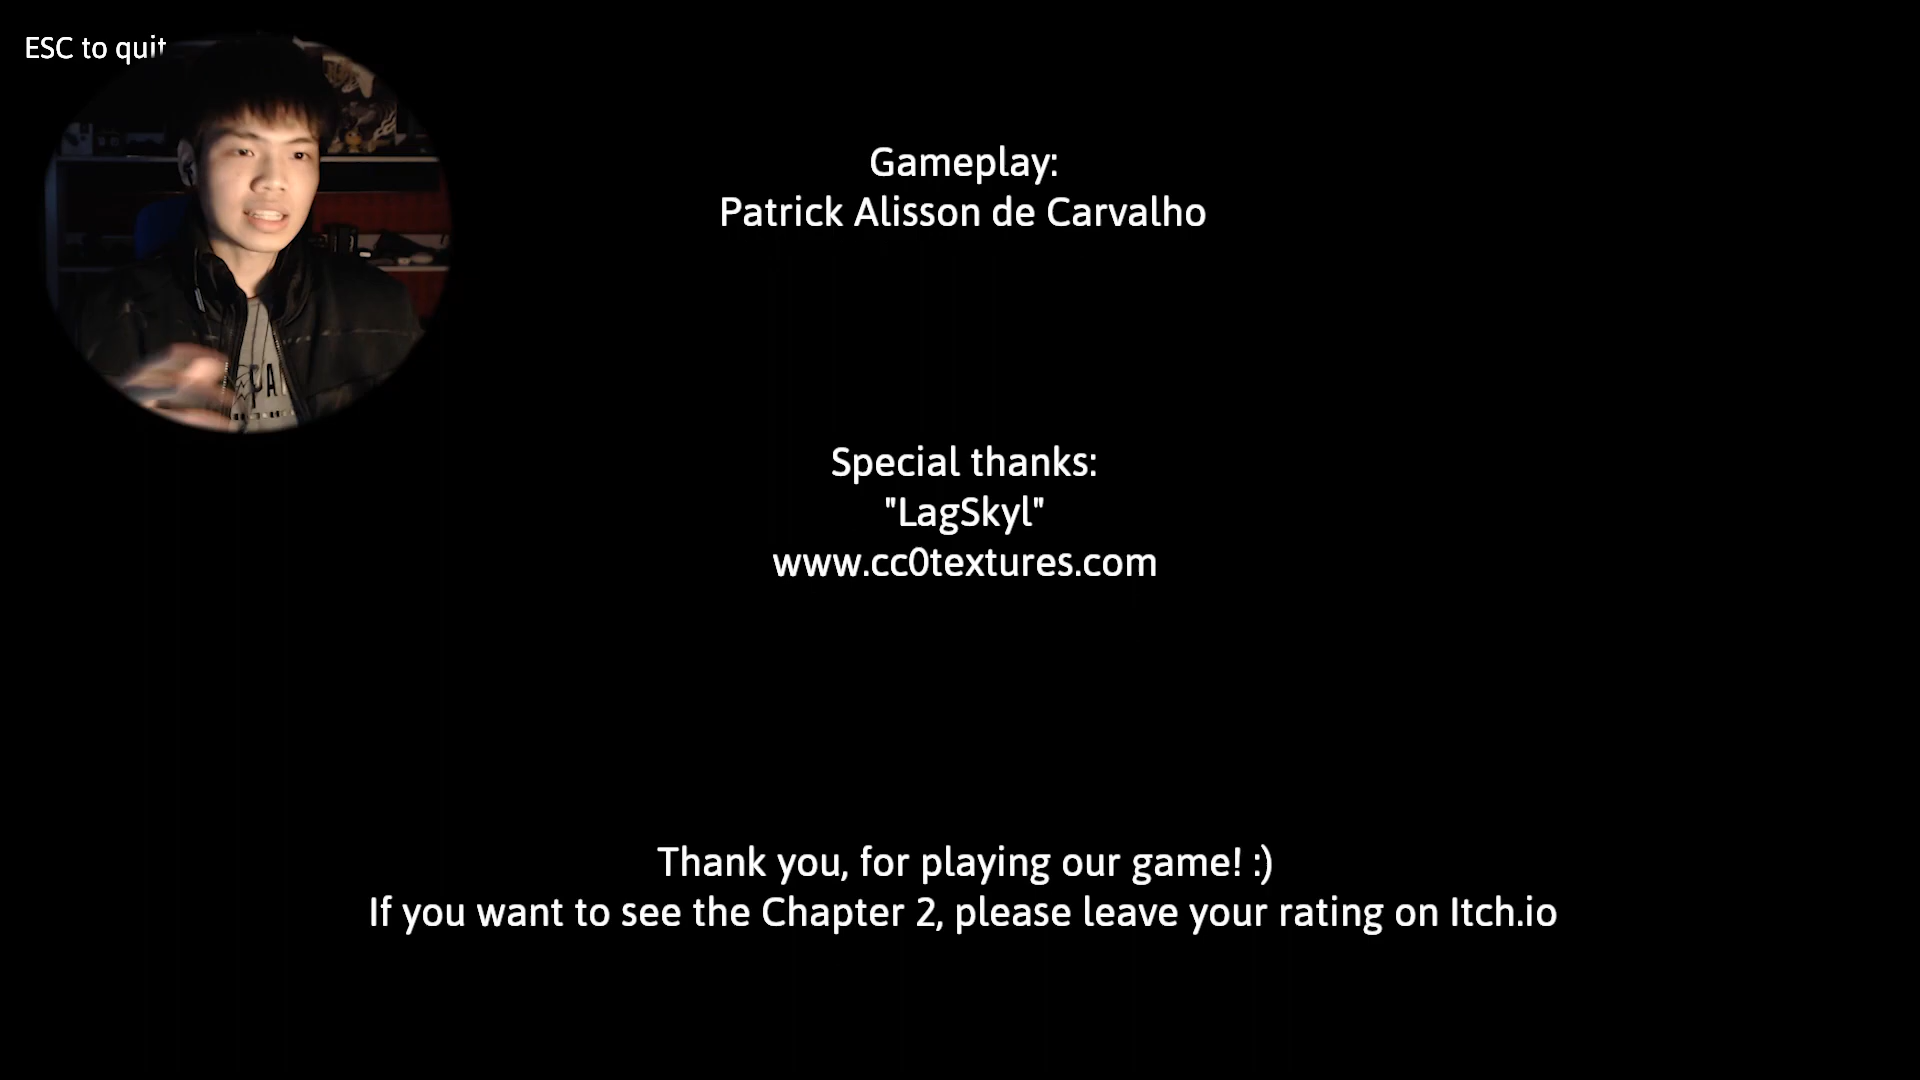 ESC to quit
Gameplay:
Patrick Alisson de Carvalho
Special thanks:
"LagSkyl"
www.cc0textures.com
Thank you, for playing our game! :)
If you want to see the Chapter 2, please leave your rating on Itch.io